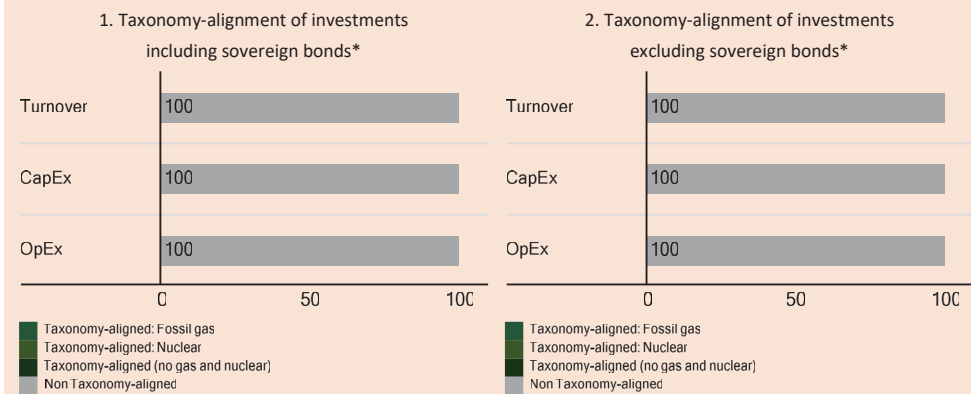 1. Taxonomy-alignment of investments
including sovereign bonds*
Turnover
100
CapEx
100
OpEx
100
0
50
100
Taxonomy-aligned: Fossil gas
Taxonomy-aligned: Nuclear
Taxonomy-aligned (no gas and nuclear)
Non Taxonomy-aligned
2. Taxonomy-alignment of investments
excluding sovereign bonds*
Turnover
100
CapEx
100
OpEx
100
0
50
100
Taxonomy-aligned: Fossil gas
Taxonomy-aligned: Nuclear
Taxonomy-aligned (no gas and nuclear)
Non Taxonomy-aligned